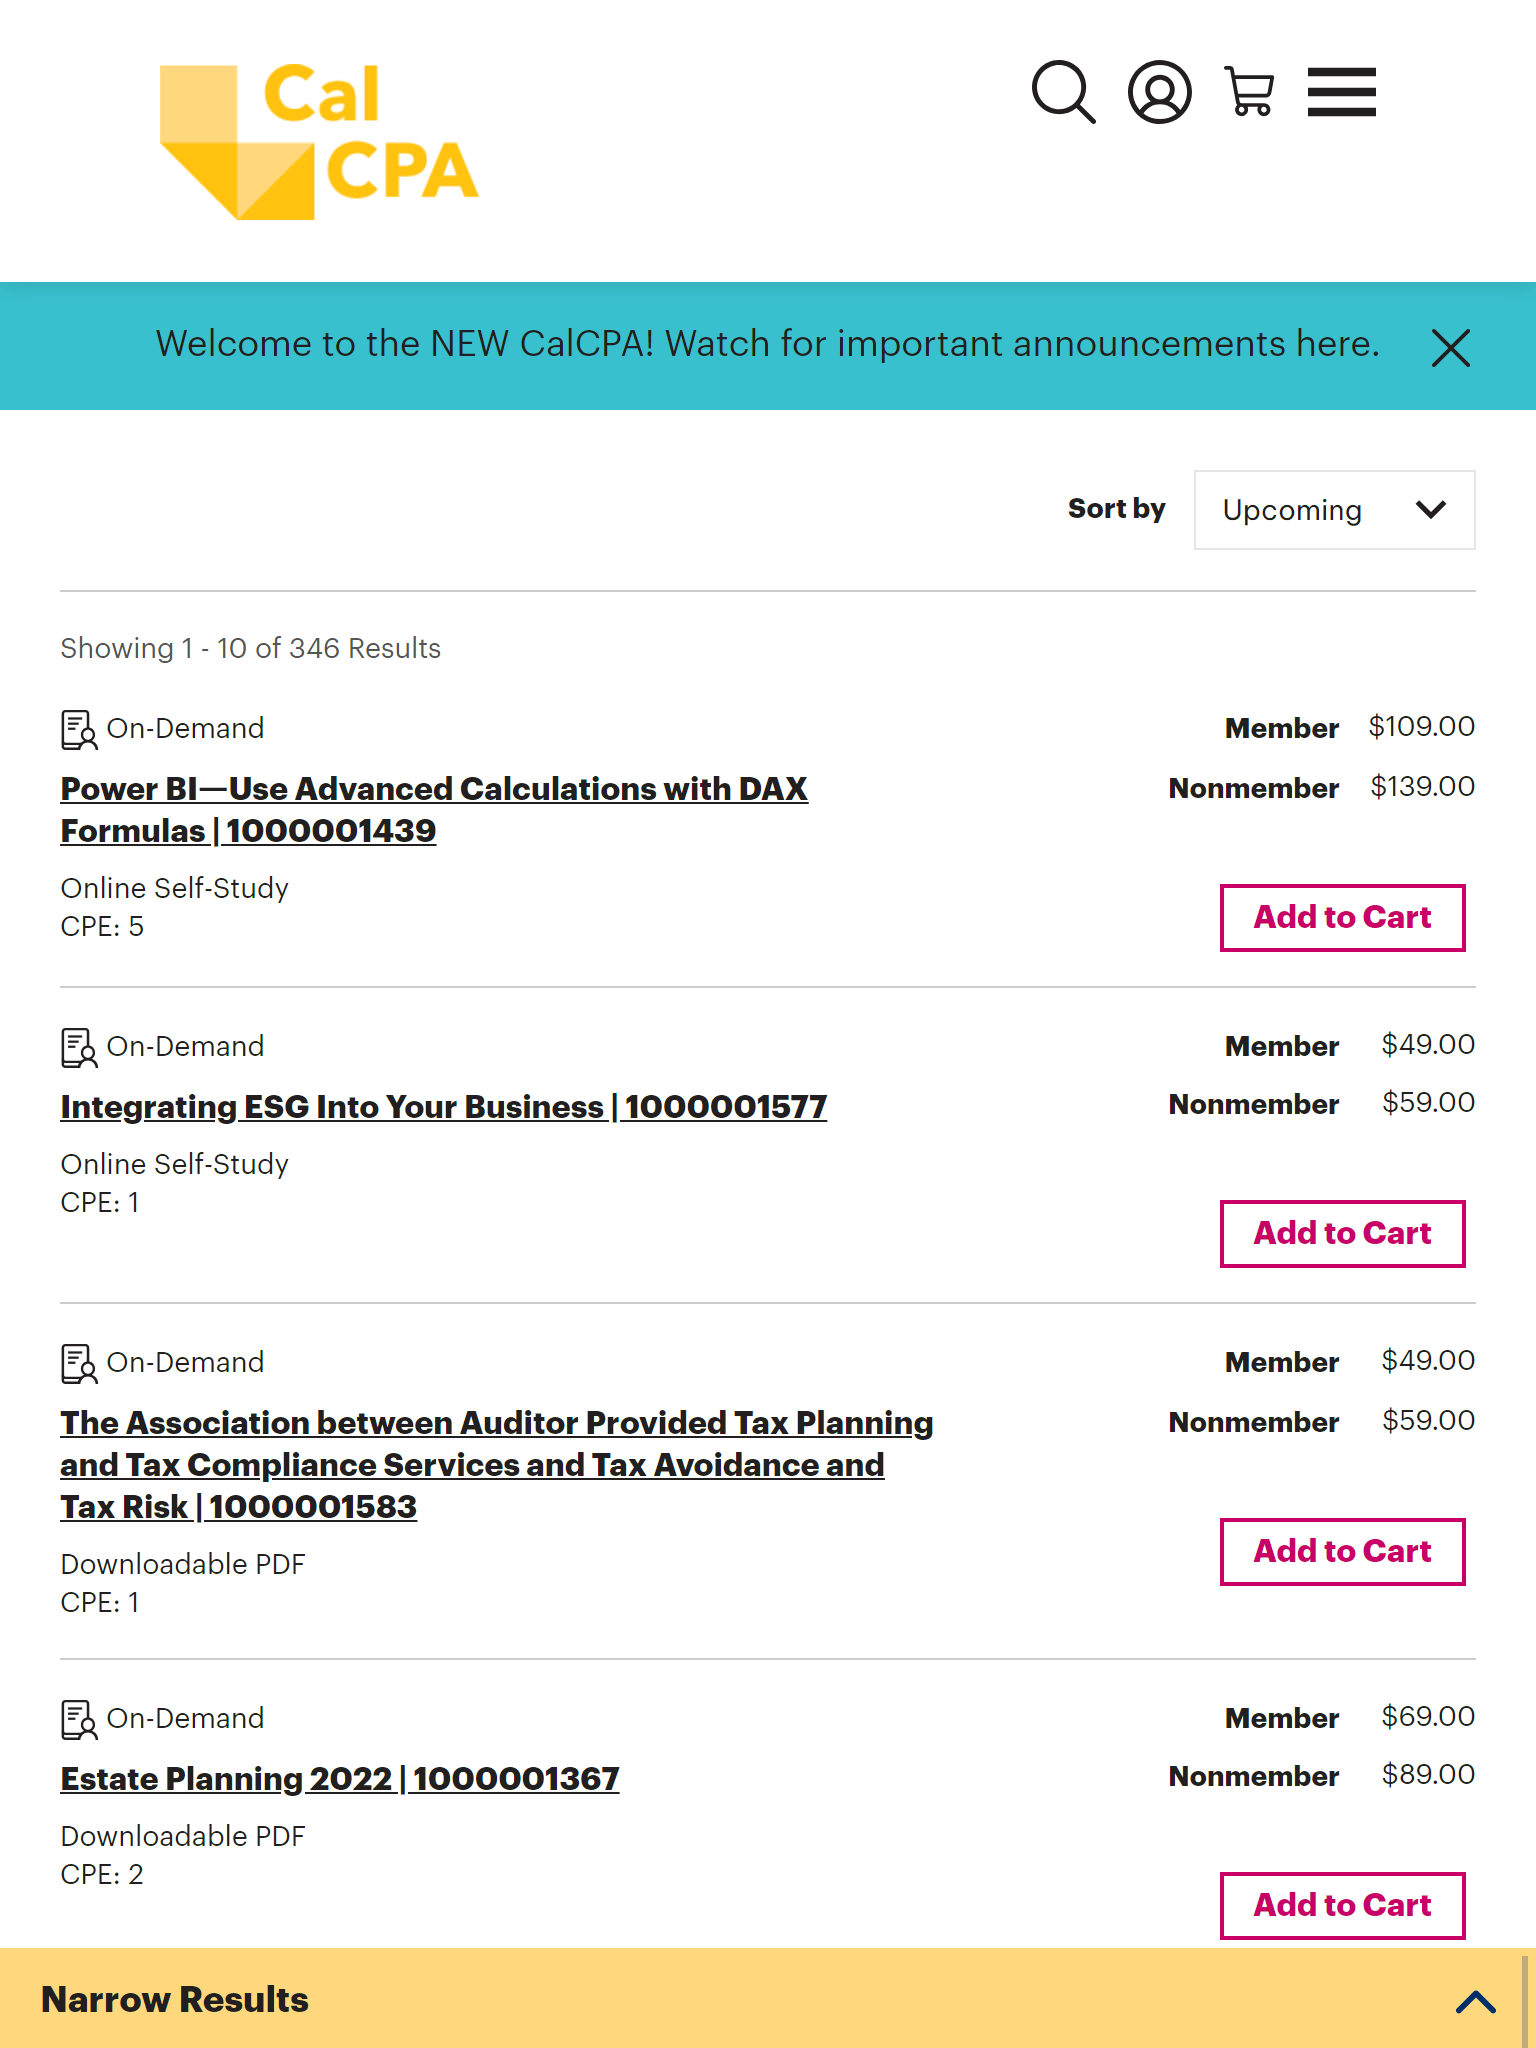 Cal
CPA
Welcome to the NEW CalCPA! Watch for important announcements here.
Sort by Upcoming
Showing 1 - 10 of 346 Results
On-Demand
Member $109.00
Power BI—Use Advanced Calculations with DAX
Formulas | 1000001439
Nonmember $139.00
Online Self-Study
CPE: 5
Add to Cart
On-Demand
Member $49.00
Integrating ESG Into Your Business | 1000001577
Nonmember $59.00
Online Self-Study
CPE: 1
Add to Cart
On-Demand
Member $49.00
The Association between Auditor Provided Tax Planning
and Tax Compliance Services and Tax Avoidance and
Tax Risk | 1000001583
Nonmember $59.00
Downloadable PDF
CPE: 1
Add to Cart
On-Demand
Member $69.00
Estate Planning 2022 | 1000001367
Nonmember $89.00
Downloadable PDF
CPE: 2
Add to Cart
Narrow Results